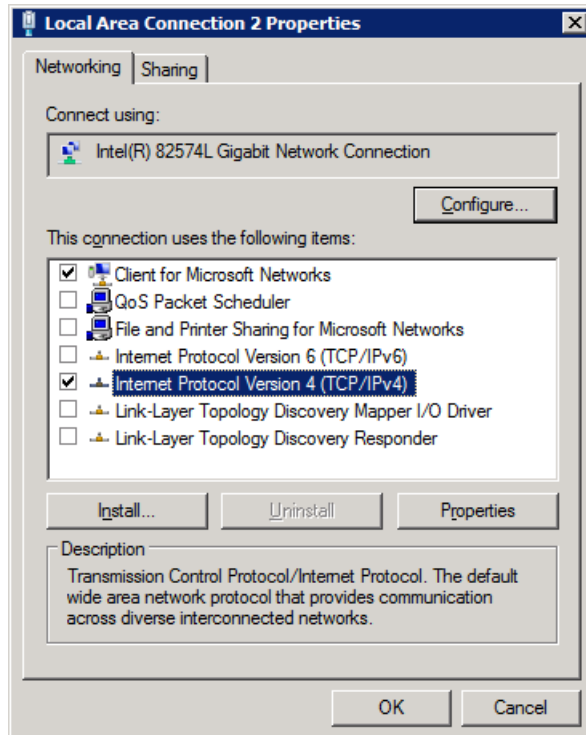 Local Area Connection 2 Properties
Networking
Sharing
Connect using:
Intel(R) 82574L Gigabit Network Connection
Configure...
This connection uses the following items:
Client for Microsoft Networks
QoS Packet Scheduler
File and Printer Sharing for Microsoft Networks
Internet Protocol Version 6 (TCP/IPv6)
Internet Protocol Version 4 (TCP/IPv4)
Link-Layer Topology Discovery Mapper I/O Driver
Link-Layer Topology Discovery Responder
Install...
Uninstall
Properties
Description
Transmission Control Protocol/Internet Protocol. The default
wide area network protocol that provides communication
across diverse interconnected networks.
OK
Cancel